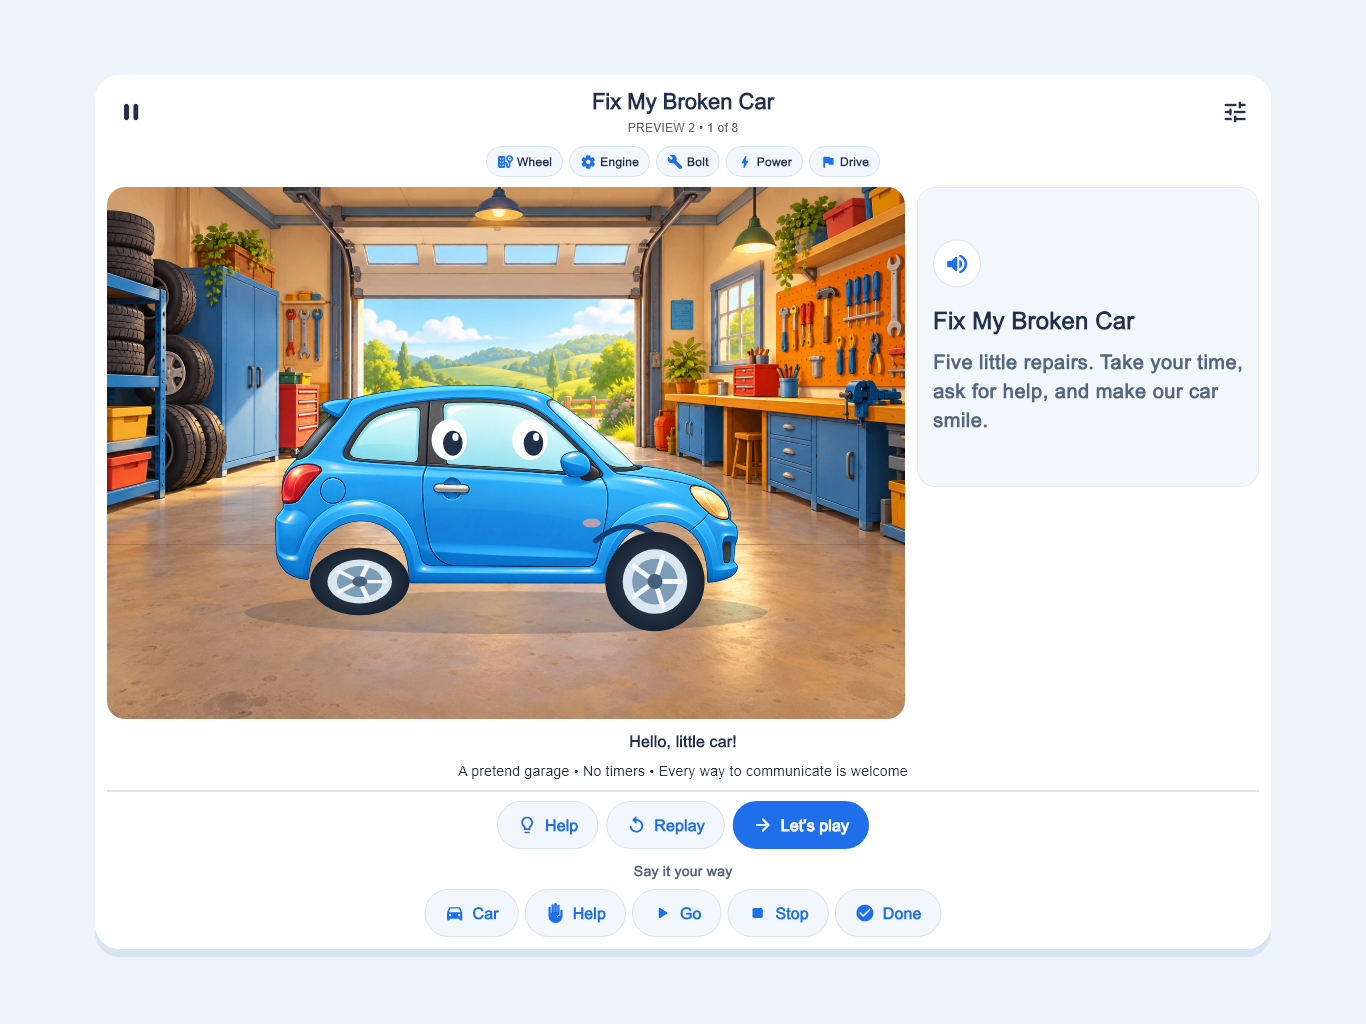 Fix My Broken Car
PREVIEW 2 • 1 of 8
Wheel
Engine
Bolt
Power
Drive
Fix My Broken Car
Five little repairs. Take your time,
ask for help, and make our car
smile.
Hello, little car!
A pretend garage • No timers • Every way to communicate is welcome
Help
Replay
Let's play
Say it your way
Car
Help
Go
Stop
Done